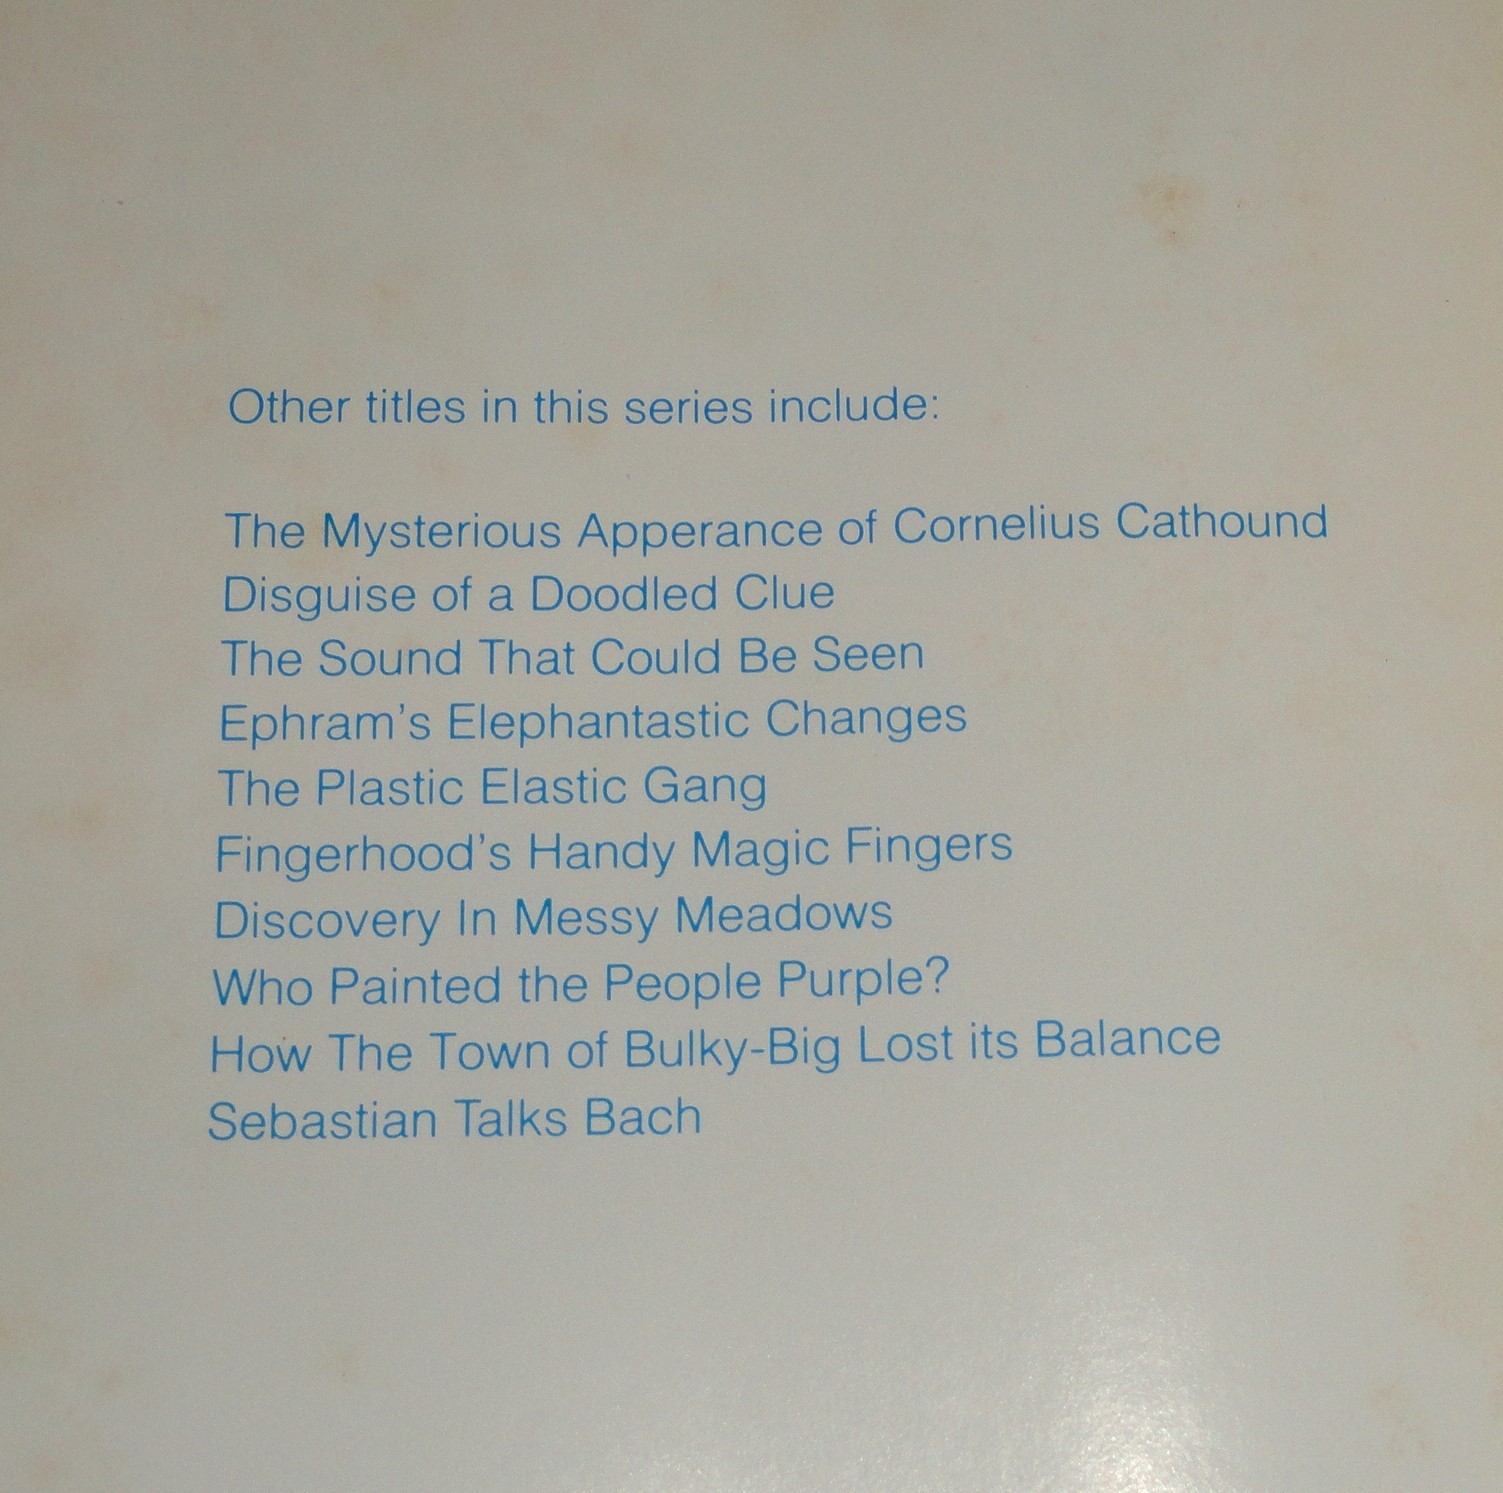 Other titles in this series include:
The Mysterious Apperance of Cornelius Cathound
Disguise of a Doodled Clue
The Sound That Could Be Seen
Ephram's Elephantastic Changes
The Plastic Elastic Gang
Fingerhood's Handy Magic Fingers
Discovery In Messy Meadows
Who Painted the People Purple?
How The Town of Bulky-Big Lost its Balance
Sebastian Talks Bach